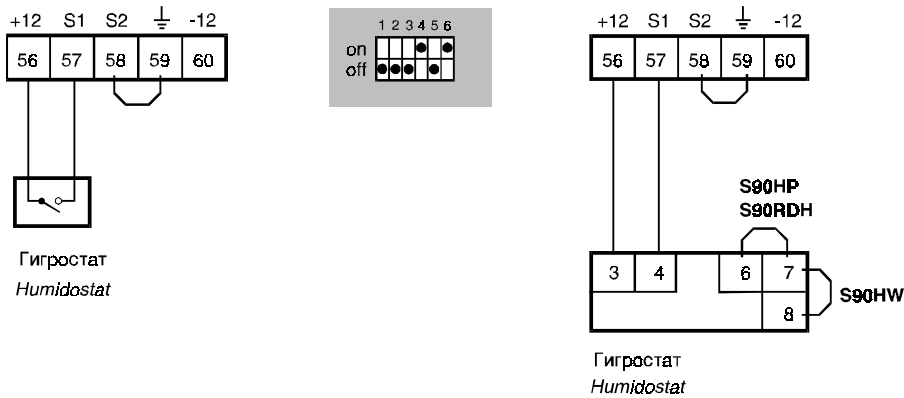 +12 S1 S2 -12
56 57 58 59 60
Гигростат
Humidostat
1 2 3 4 5 6
on
off
+12 S1 S2 -12
56 57 58 59 60
S90HP
S90RDH
3 4 6 7
S90HW
8
Гигростат
Humidostat